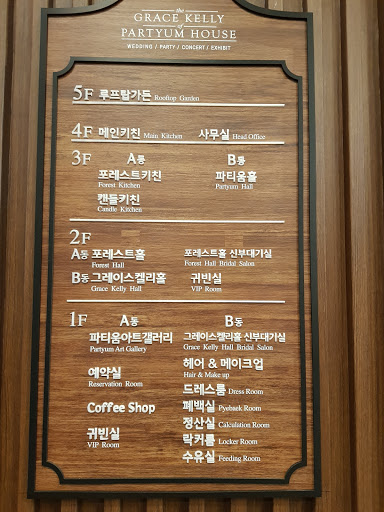 the
GRACE KELLY
of
PARTYUM HOUSE
WEDDING / PARTY / CONCERT / EXHIBIT
5F 루프탑가든 Rooftop Garden
4F 메인키친 Main Kitchen 사무실 Head Office
3F A동 B동
포레스트키친 파티움홀
Forest Kitchen Partyum Hall
캔들키친
Candle Kitchen
2F
A동 포레스트홀 포레스트홀 신부대기실
Forest Hall Forest Hall Bridal Salon
B동 그레이스켈리홀 귀빈실
Grace Kelly Hall VIP Room
1F A동 B동
파티움아트갤러리 그레이스켈리홀 신부대기실
Partyum Art Gallery Grace Kelly Hall Bridal Salon
예약실 헤어 & 메이크업
Reservation Room Hair & Make up
드레스룸 Dress Room
Coffee Shop 폐백실 Pyebaek Room
정산실 Calculation Room
귀빈실 락커룸 Locker Room
VIP Room 수유실 Feeding Room